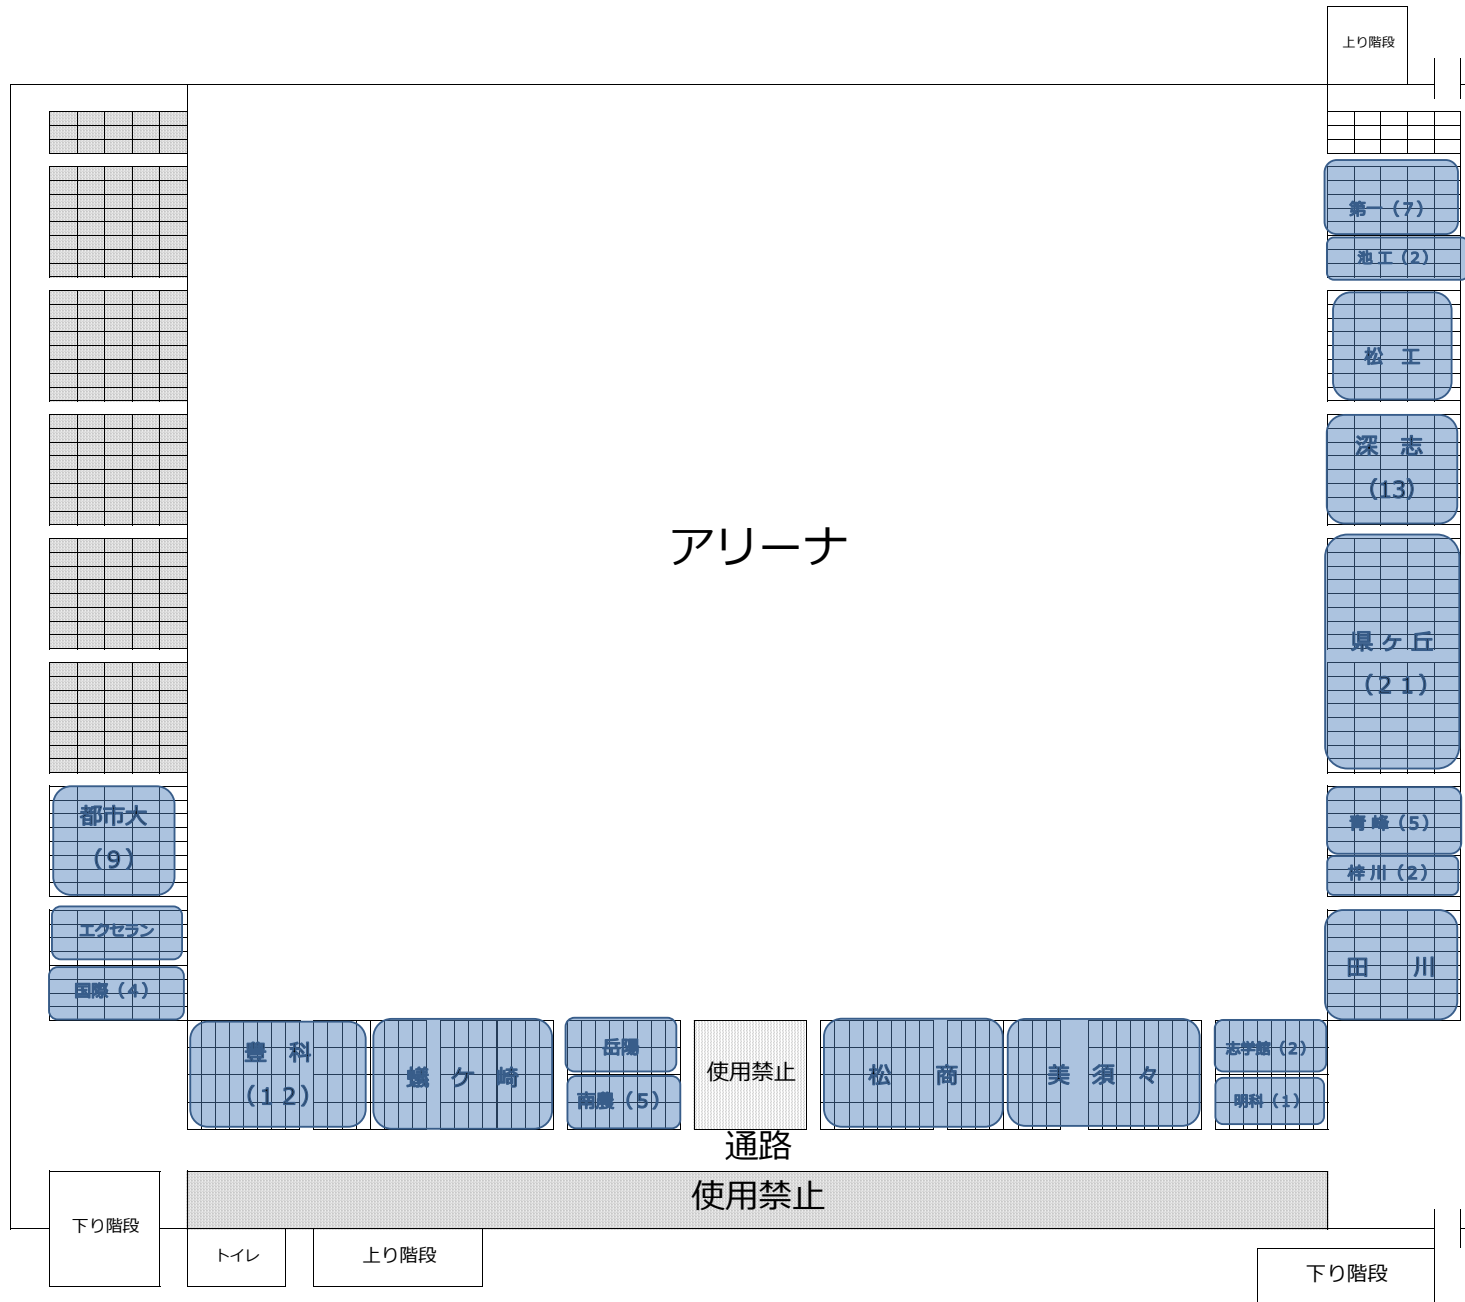 上り階段
第一（7）
池 工（2）
松　工
深　志
（13）
アリーナ
県 ヶ 丘
（２１）
都市大
（９）
青 峰（5）
梓 川（2）
エクセラン
国際（４）
田　　川
豊　科
（１２）
蟻　ケ　崎
岳陽
南農（５）
使用禁止
松　　商
美　須　々
志学館（2）
明科（１）
通路
使用禁止
下り階段
トイレ
上り階段
下り階段